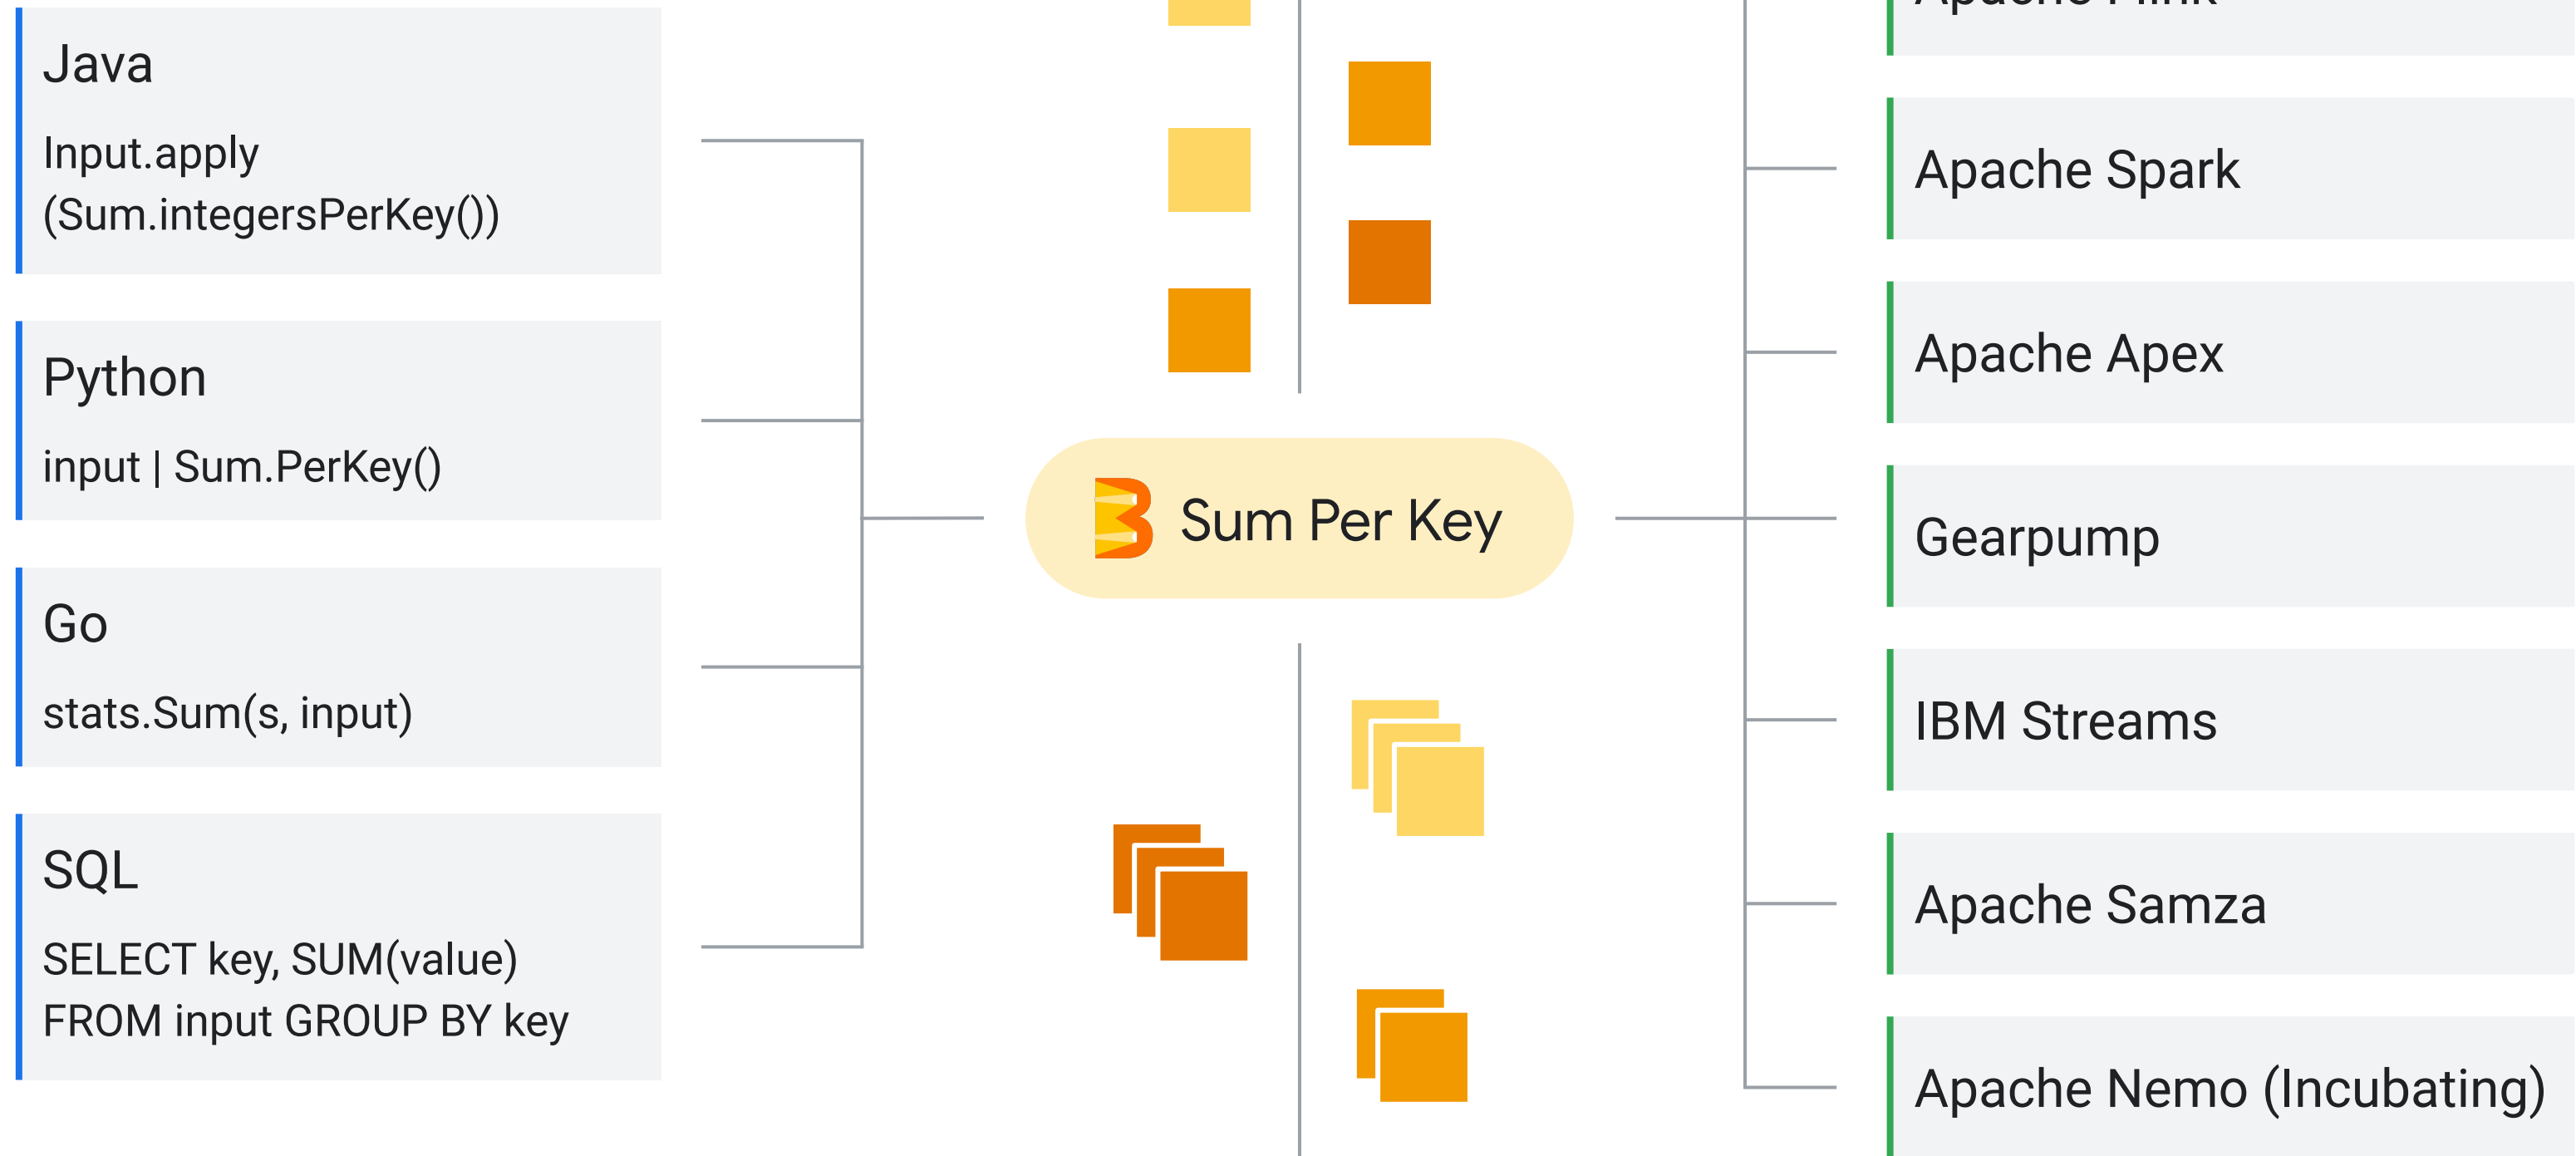 Java
Input.apply
(Sum.integersPerKey())
Python
input | Sum.PerKey()
Go
stats.Sum(s, input)
SQL
SELECT key, SUM(value)
FROM input GROUP BY key
Sum Per Key
Apache Flink
Apache Spark
Apache Apex
Gearpump
IBM Streams
Apache Samza
Apache Nemo (Incubating)